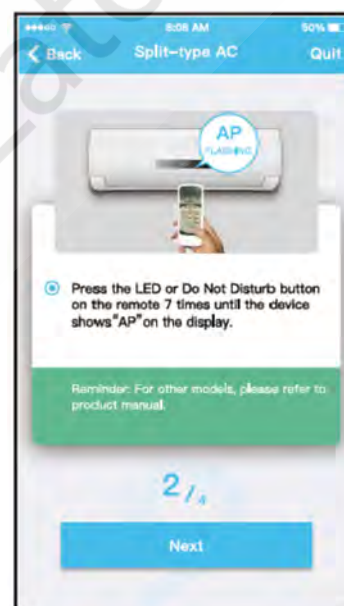 8:08 AM 50%
Back Split-type AC Quit
AP
FLASHING
Press the LED or Do Not Disturb button
on the remote 7 times until the device
shows "AP" on the display.
Reminder: For other models, please refer to
product manual.
2/4
Next